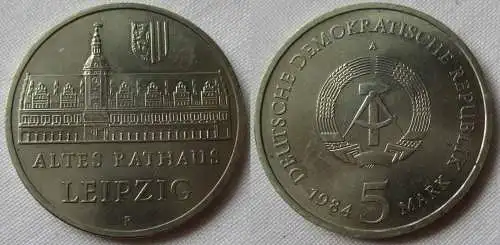 ALTES RATHAUS
LEIPZIG
P
A
DEUTSCHE DEMOKRATISCHE REPUBLIK
1984 5 MARK